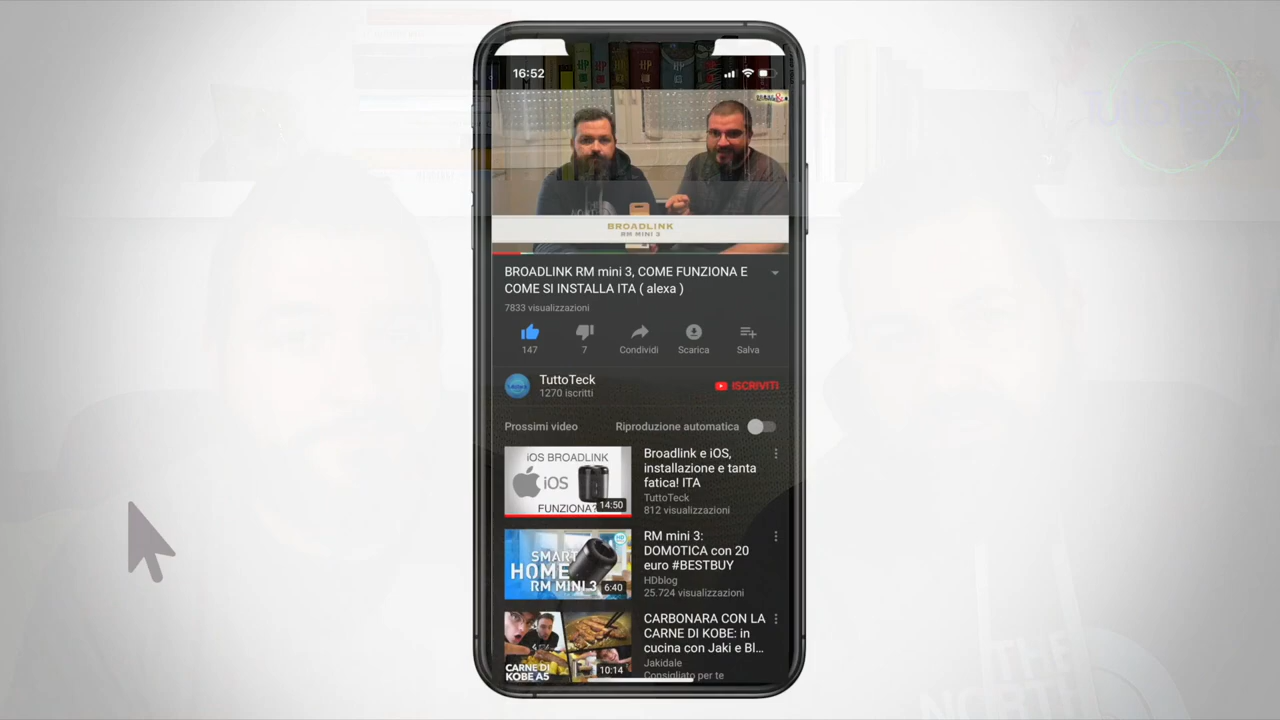 16:52
BROADLINK
RM MINI 3
BROADLINK RM mini 3, COME FUNZIONA E
COME SI INSTALLA ITA ( alexa )
7833 visualizzazioni
147
7
Condividi
Scarica
Salva
TuttoTeck
1270 iscritti
ISCRIVITI
Prossimi video
Riproduzione automatica
iOS BROADLINK
iOS
FUNZIONA?
14:50
Broadlink e iOS,
installazione e tanta
fatica! ITA
TuttoTeck
812 visualizzazioni
SMART
HOME
RM MINI 3
6:40
RM mini 3:
DOMOTICA con 20
euro #BESTBUY
HDblog
25.724 visualizzazioni
CARNE DI
KOBE A5
10:14
CARBONARA CON LA
CARNE DI KOBE: in
cucina con Jaki e Bl...
Jakidale
Consigliato per te
TuttoTeck
THE
NORTH